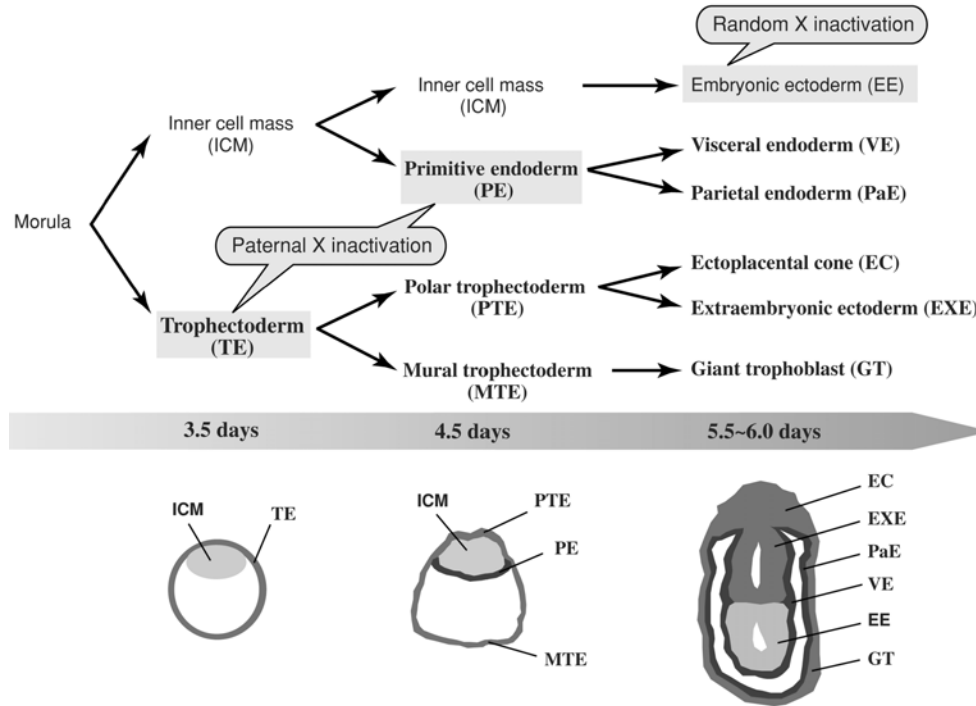 Random X inactivation
Inner cell mass
(ICM)
Embryonic ectoderm (EE)
Inner cell mass
(ICM)
Visceral endoderm (VE)
Primitive endoderm
(PE)
Parietal endoderm (PaE)
Morula
Paternal X inactivation
Ectoplacental cone (EC)
Polar trophectoderm
(PTE)
Extraembryonic ectoderm (EXE)
Trophectoderm
(TE)
Mural trophectoderm
(MTE)
Giant trophoblast (GT)
3.5 days 4.5 days 5.5~6.0 days
ICM TE
ICM PTE
PE
MTE
EC
EXE
PaE
VE
EE
GT